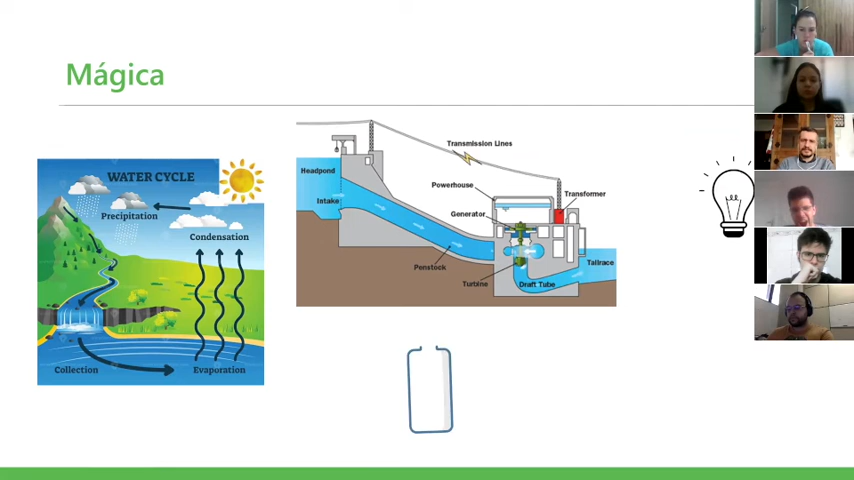 Mágica
WATER CYCLE
Precipitation
Condensation
Collection
Evaporation
Transmission Lines
Headpond
Powerhouse
Transformer
Intake
Generator
Tailrace
Penstock
Turbine
Draft Tube